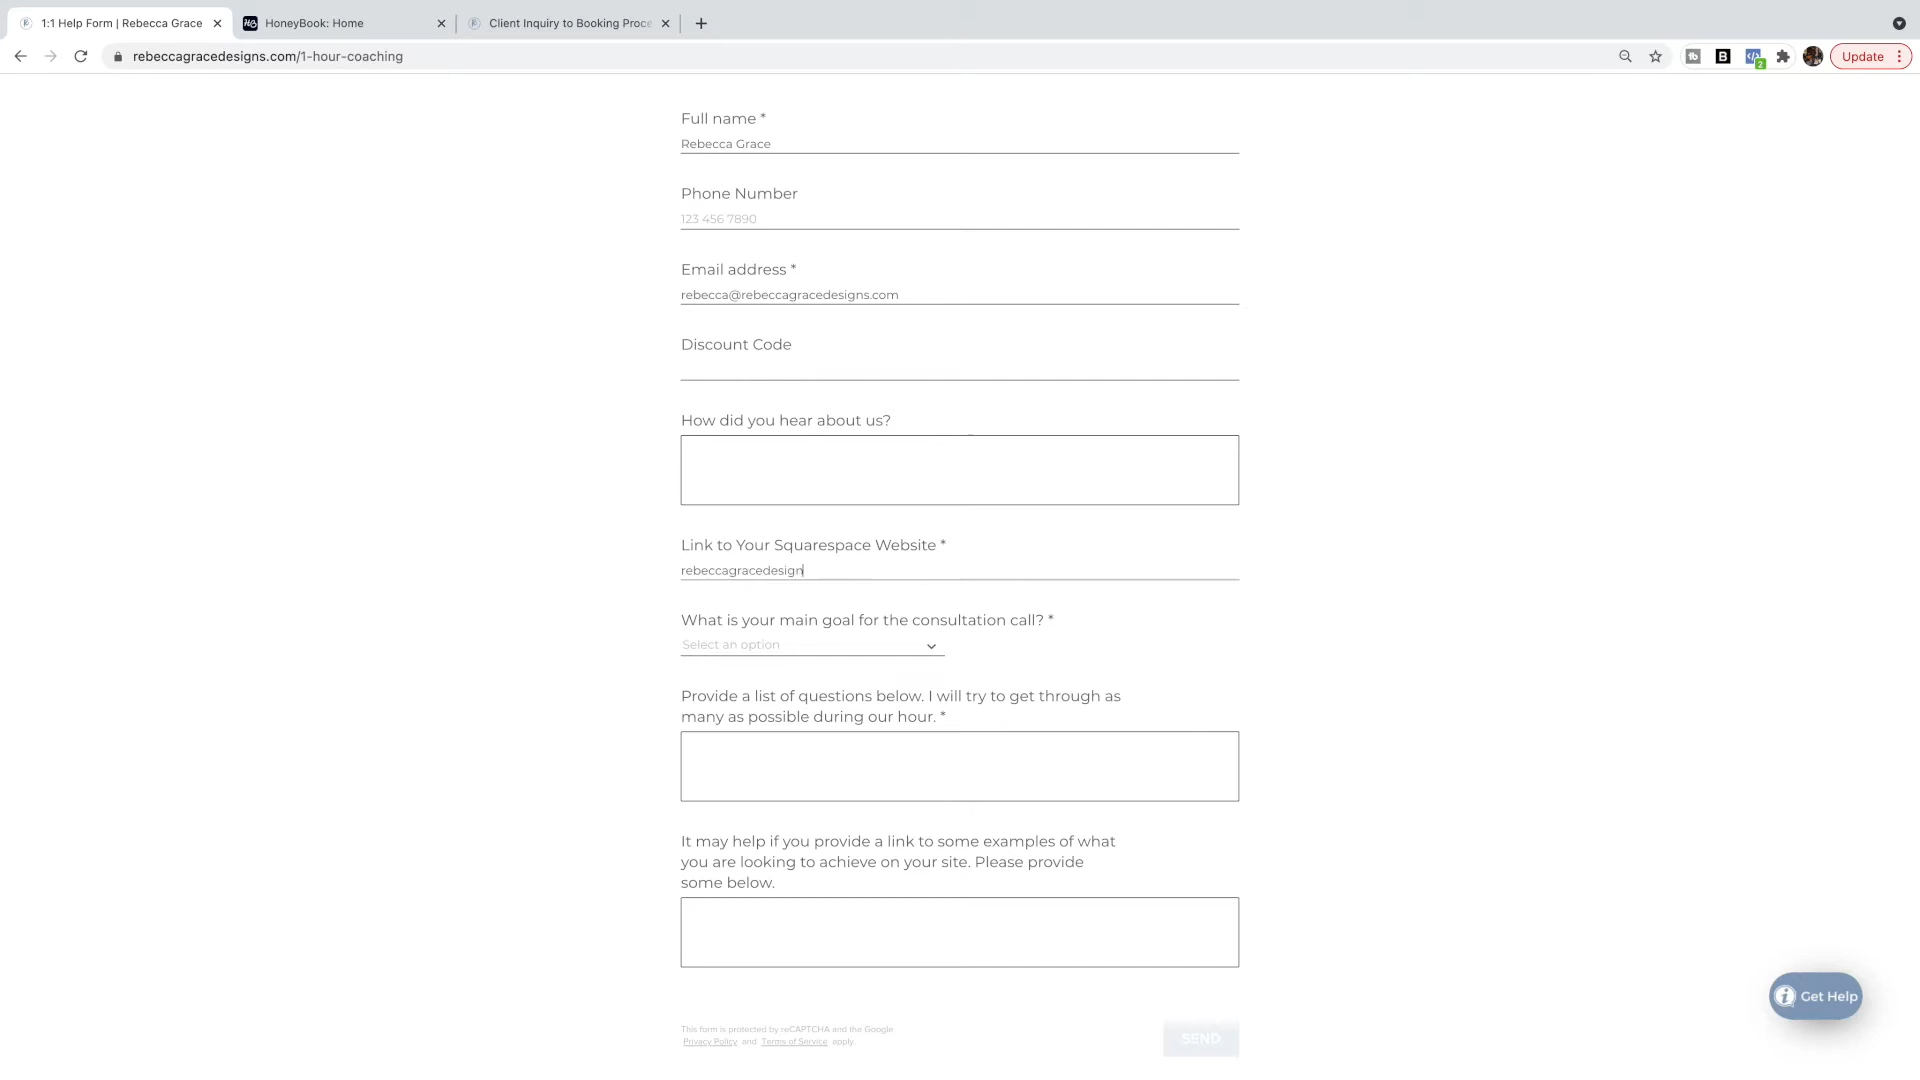 1:1 Help Form | Rebecca Grace
HoneyBook: Home
Client Inquiry to Booking Proce
rebeccagracedesigns.com/1-hour-coaching
Update
Full name *
Rebecca Grace
Phone Number
123 456 7890
Email address *
rebecca@rebeccagracedesigns.com
Discount Code
How did you hear about us?
Link to Your Squarespace Website *
rebeccagracedesign
What is your main goal for the consultation call? *
Select an option
Provide a list of questions below. I will try to get through as
many as possible during our hour. *
It may help if you provide a link to some examples of what
you are looking to achieve on your site. Please provide
some below.
Get Help
This form is protected by reCAPTCHA and the Google
Privacy Policy and Terms of Service apply.
SEND